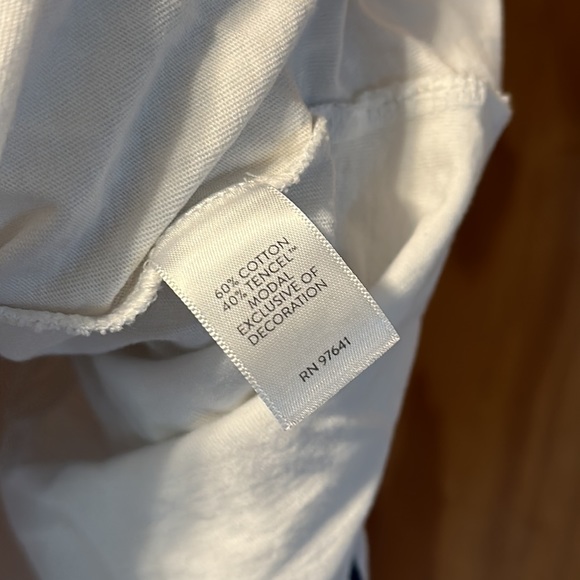 60% COTTON
40% TENCEL™
MODAL
EXCLUSIVE OF
DECORATION
RN 97641